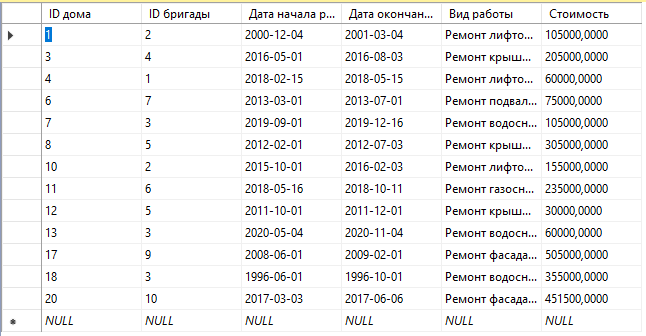 ID дома ID бригады Дата начала р... Дата окончан... Вид работы Стоимость
1 2 2000-12-04 2001-03-04 Ремонт лифто... 105000,0000
3 4 2016-05-01 2016-08-03 Ремонт крыш... 205000,0000
4 1 2018-02-15 2018-05-15 Ремонт лифто... 60000,0000
6 7 2013-03-01 2013-07-01 Ремонт подвал... 75000,0000
7 3 2019-09-01 2019-12-16 Ремонт водосн... 105000,0000
8 5 2012-02-01 2012-07-03 Ремонт крыш... 305000,0000
10 2 2015-10-01 2016-02-03 Ремонт лифто... 155000,0000
11 6 2018-05-16 2018-10-11 Ремонт газосн... 235000,0000
12 5 2011-10-01 2011-12-01 Ремонт крыш... 30000,0000
13 3 2020-05-04 2020-11-04 Ремонт водосн... 60000,0000
17 9 2008-06-01 2009-02-01 Ремонт фасада... 505000,0000
18 3 1996-06-01 1996-10-01 Ремонт водосн... 355000,0000
20 10 2017-03-03 2017-06-06 Ремонт фасада... 451500,0000
NULL NULL NULL NULL NULL NULL